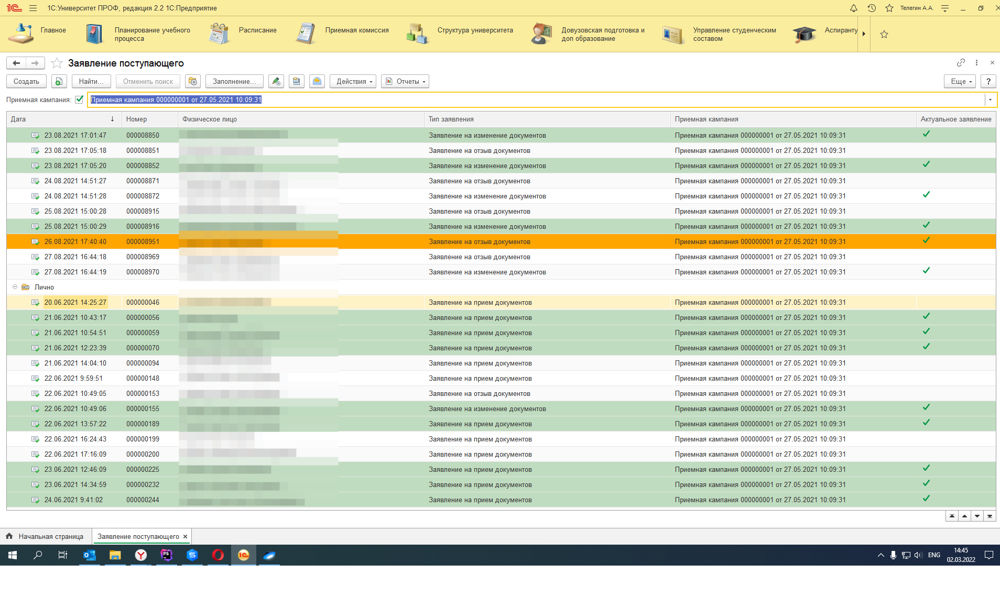 1С:Университет ПРОФ, редакция 2.2 1С:Предприятие
Телегин А.А.
Главное
Планирование учебного процесса
Расписание
Приемная комиссия
Структура университета
Довузовская подготовка и доп образование
Управление студенческим составом
Аспиранту
Заявление поступающего
Создать Найти... Отменить поиск Заполнение... Действия Отчеты Еще ?
Приемная кампания: Приемная кампания 000000001 от 27.05.2021 10:09:31
Дата Номер Физическое лицо Тип заявления Приемная кампания Актуальное заявление
23.08.2021 17:01:47 000008850 Заявление на изменение документов Приемная кампания 000000001 от 27.05.2021 10:09:31
23.08.2021 17:05:18 000008851 Заявление на отзыв документов Приемная кампания 000000001 от 27.05.2021 10:09:31
23.08.2021 17:05:20 000008852 Заявление на изменение документов Приемная кампания 000000001 от 27.05.2021 10:09:31
24.08.2021 14:51:27 000008871 Заявление на отзыв документов Приемная кампания 000000001 от 27.05.2021 10:09:31
24.08.2021 14:51:28 000008872 Заявление на изменение документов Приемная кампания 000000001 от 27.05.2021 10:09:31
25.08.2021 15:00:28 000008915 Заявление на отзыв документов Приемная кампания 000000001 от 27.05.2021 10:09:31
25.08.2021 15:00:29 000008916 Заявление на изменение документов Приемная кампания 000000001 от 27.05.2021 10:09:31
26.08.2021 17:40:40 000008951 Заявление на отзыв документов Приемная кампания 000000001 от 27.05.2021 10:09:31
27.08.2021 16:44:18 000008969 Заявление на отзыв документов Приемная кампания 000000001 от 27.05.2021 10:09:31
27.08.2021 16:44:19 000008970 Заявление на изменение документов Приемная кампания 000000001 от 27.05.2021 10:09:31
Лично
20.06.2021 14:25:27 000000046 Заявление на прием документов Приемная кампания 000000001 от 27.05.2021 10:09:31
21.06.2021 10:43:17 000000056 Заявление на прием документов Приемная кампания 000000001 от 27.05.2021 10:09:31
21.06.2021 10:54:51 000000059 Заявление на прием документов Приемная кампания 000000001 от 27.05.2021 10:09:31
21.06.2021 12:23:39 000000070 Заявление на прием документов Приемная кампания 000000001 от 27.05.2021 10:09:31
21.06.2021 14:04:10 000000094 Заявление на прием документов Приемная кампания 000000001 от 27.05.2021 10:09:31
22.06.2021 9:59:51 000000148 Заявление на прием документов Приемная кампания 000000001 от 27.05.2021 10:09:31
22.06.2021 10:49:05 000000153 Заявление на отзыв документов Приемная кампания 000000001 от 27.05.2021 10:09:31
22.06.2021 10:49:06 000000155 Заявление на изменение документов Приемная кампания 000000001 от 27.05.2021 10:09:31
22.06.2021 13:57:22 000000189 Заявление на прием документов Приемная кампания 000000001 от 27.05.2021 10:09:31
22.06.2021 16:24:43 000000199 Заявление на прием документов Приемная кампания 000000001 от 27.05.2021 10:09:31
22.06.2021 17:16:09 000000200 Заявление на прием документов Приемная кампания 000000001 от 27.05.2021 10:09:31
23.06.2021 12:46:09 000000225 Заявление на прием документов Приемная кампания 000000001 от 27.05.2021 10:09:31
23.06.2021 14:34:59 000000232 Заявление на прием документов Приемная кампания 000000001 от 27.05.2021 10:09:31
24.06.2021 9:41:02 000000244 Заявление на прием документов Приемная кампания 000000001 от 27.05.2021 10:09:31
Начальная страница Заявление поступающего
ENG 14:45
02.03.2022